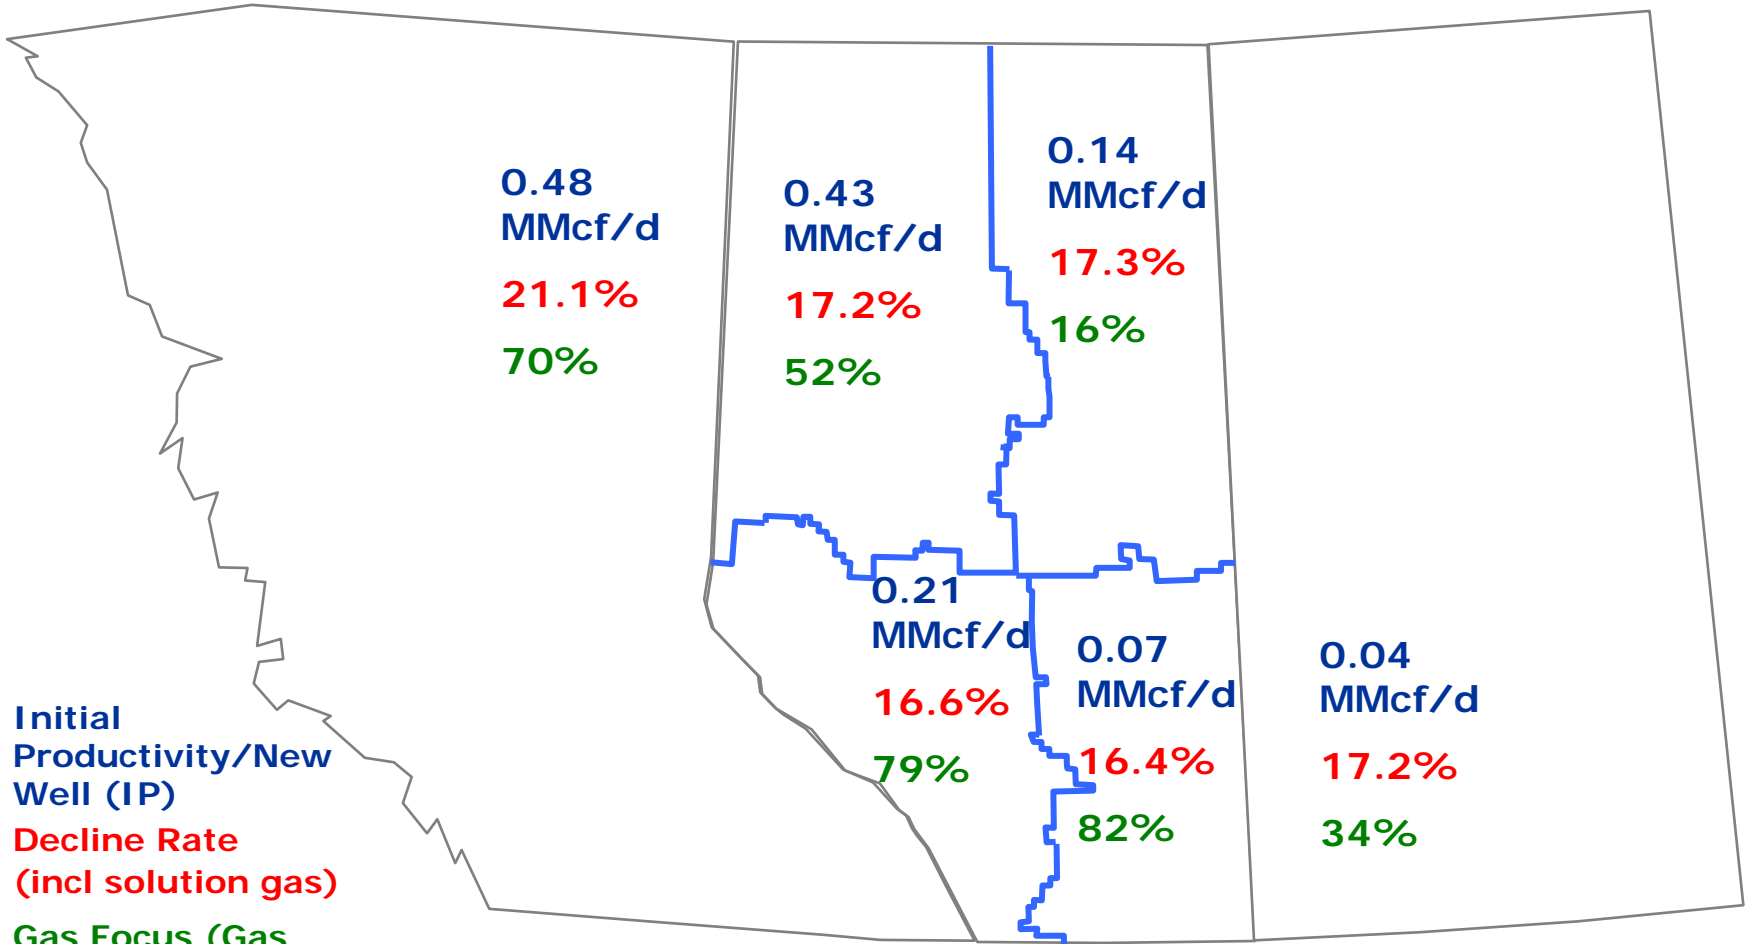 0.48
MMcf/d
21.1%
70%
0.43
MMcf/d
17.2%
52%
0.14
MMcf/d
17.3%
16%
0.21
MMcf/d
16.6%
79%
0.07
MMcf/d
16.4%
82%
0.04
MMcf/d
17.2%
34%
Initial
Productivity/New
Well (IP)
Decline Rate
(incl solution gas)
Gas Focus (Gas